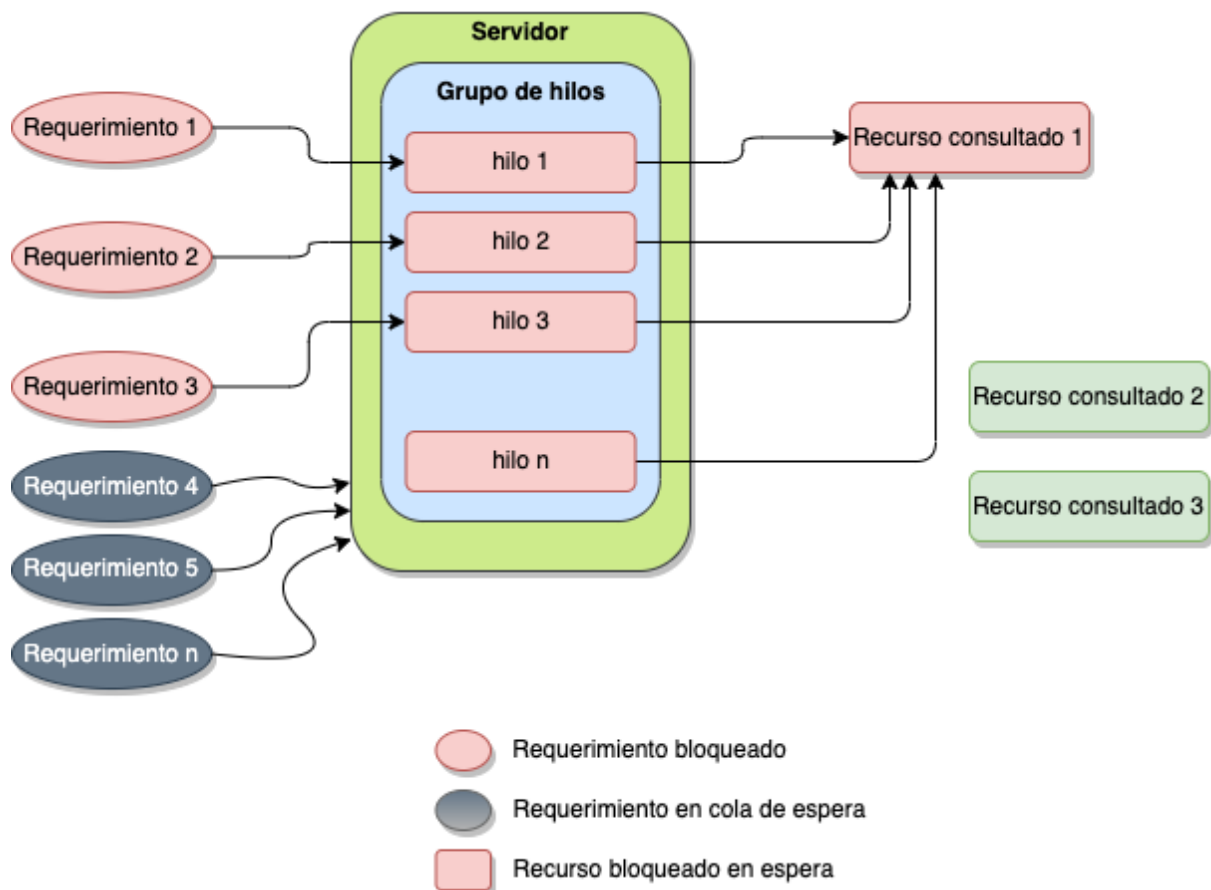 Servidor
Grupo de hilos
Requerimiento 1
hilo 1
Recurso consultado 1
Requerimiento 2
hilo 2
Requerimiento 3
hilo 3
Recurso consultado 2
Requerimiento 4
hilo n
Recurso consultado 3
Requerimiento 5
Requerimiento n
Requerimiento bloqueado
Requerimiento en cola de espera
Recurso bloqueado en espera